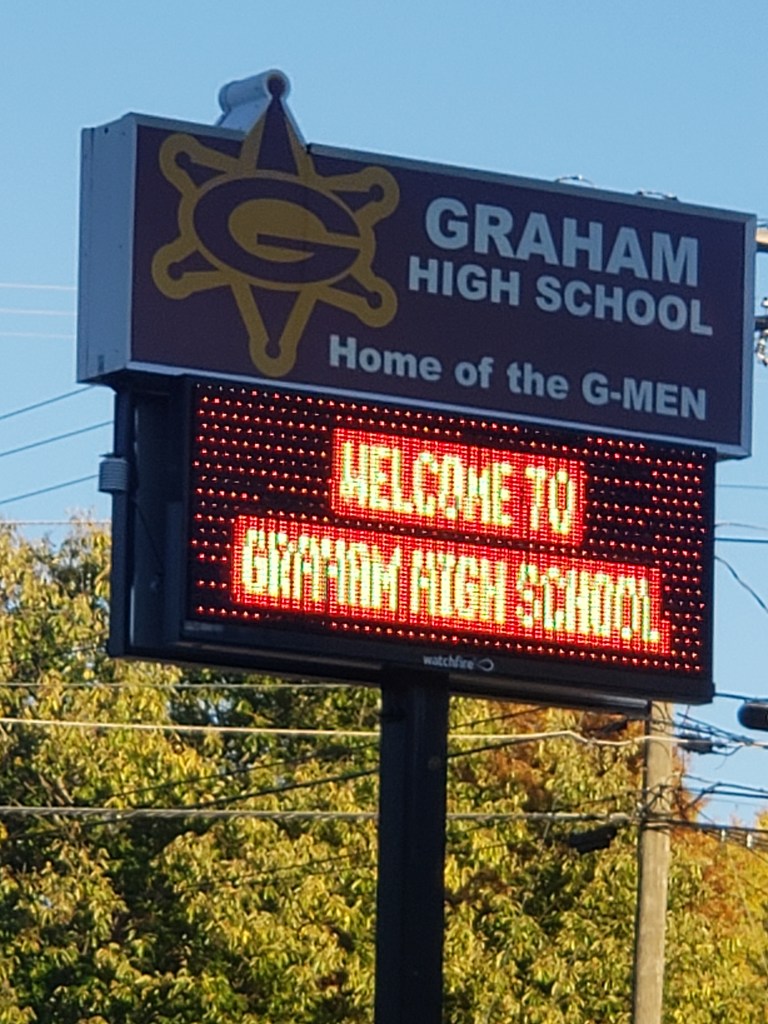 G
GRAHAM
HIGH SCHOOL
Home of the G-MEN
WELCOME TO
GRAHAM HIGH SCHOOL
watchfire